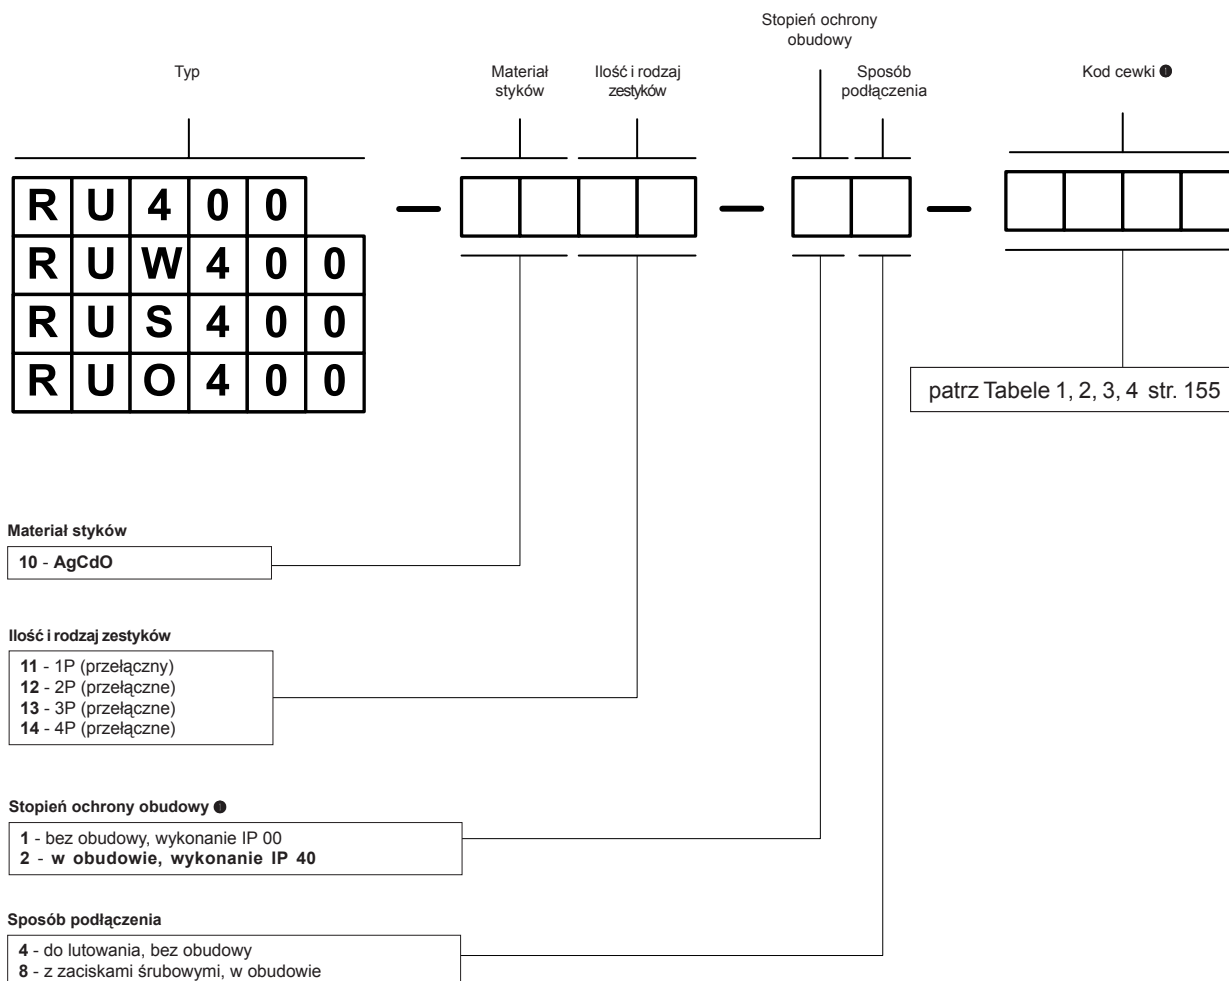 Stopień ochrony
obudowy
Typ
Materiał
styków
Ilość i rodzaj
zestyków
Sposób
podłączenia
Kod cewki ❶
R U 4 0 0
R U W 4 0 0
R U S 4 0 0
R U O 4 0 0
patrz Tabele 1, 2, 3, 4 str. 155
Materiał styków
10 - AgCdO
Ilość i rodzaj zestyków
11 - 1P (przełączny)
12 - 2P (przełączne)
13 - 3P (przełączne)
14 - 4P (przełączne)
Stopień ochrony obudowy ❶
1 - bez obudowy, wykonanie IP 00
2 - w obudowie, wykonanie IP 40
Sposób podłączenia
4 - do lutowania, bez obudowy
8 - z zaciskami śrubowymi, w obudowie